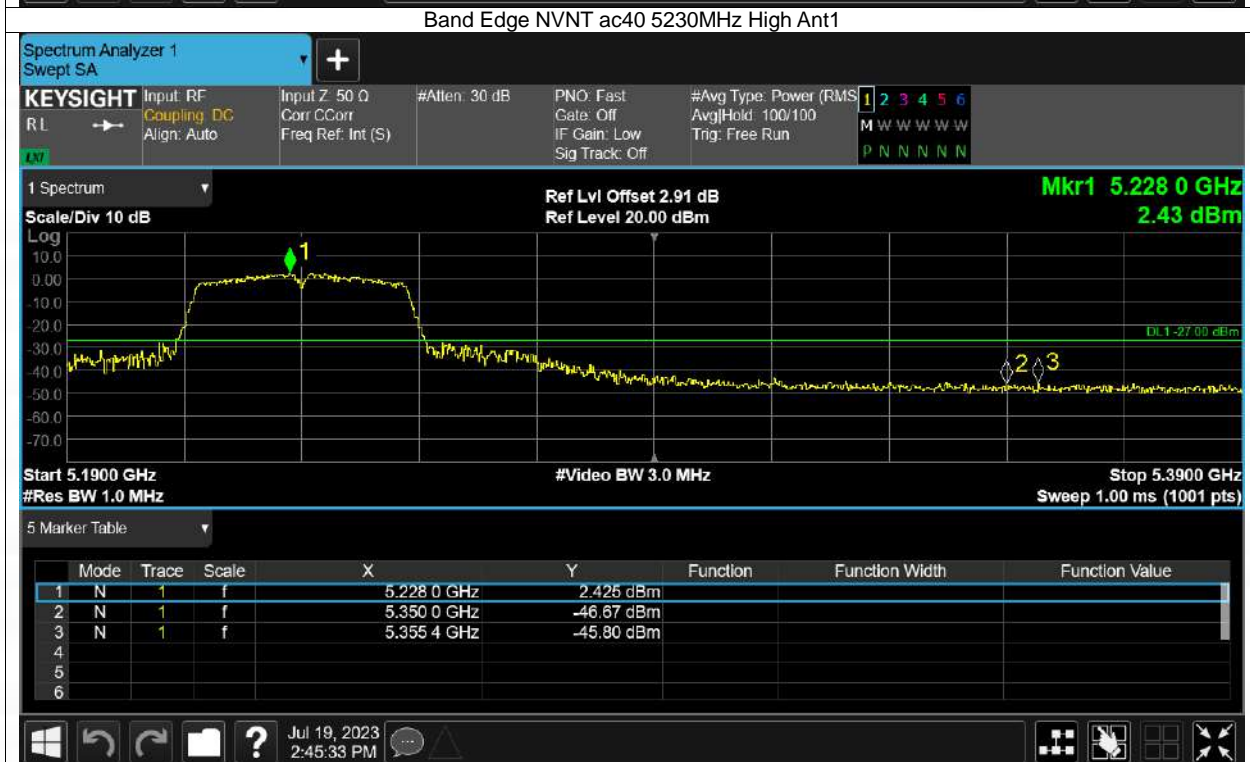 Band Edge NVNT ac40 5230MHz High Ant1
Spectrum Analyzer 1
Swept SA
+
KEYSIGHT Input: RF Input Z: 50 Ω #Atten: 30 dB PNO: Fast #Avg Type: Power (RMS 1 2 3 4 5 6
RL Coupling: DC Corr CCorr Gate: Off Avg|Hold: 100/100 M W W W W W
Align: Auto Freq Ref: Int (S) IF Gain: Low Trig: Free Run
LXI Sig Track: Off P N N N N N
1 Spectrum Ref Lvl Offset 2.91 dB Mkr1 5.228 0 GHz
Scale/Div 10 dB Ref Level 20.00 dBm 2.43 dBm
Log
10.0 1
0.00
-10.0
-20.0
DL1 -27.00 dBm
-30.0
-40.0 2 3
-50.0
-60.0
-70.0
Start 5.1900 GHz #Video BW 3.0 MHz Stop 5.3900 GHz
#Res BW 1.0 MHz Sweep 1.00 ms (1001 pts)
5 Marker Table
Mode Trace Scale X Y Function Function Width Function Value
1 N 1 f 5.228 0 GHz 2.425 dBm
2 N 1 f 5.350 0 GHz -46.67 dBm
3 N 1 f 5.355 4 GHz -45.80 dBm
4
5
6
? Jul 19, 2023
2:45:33 PM